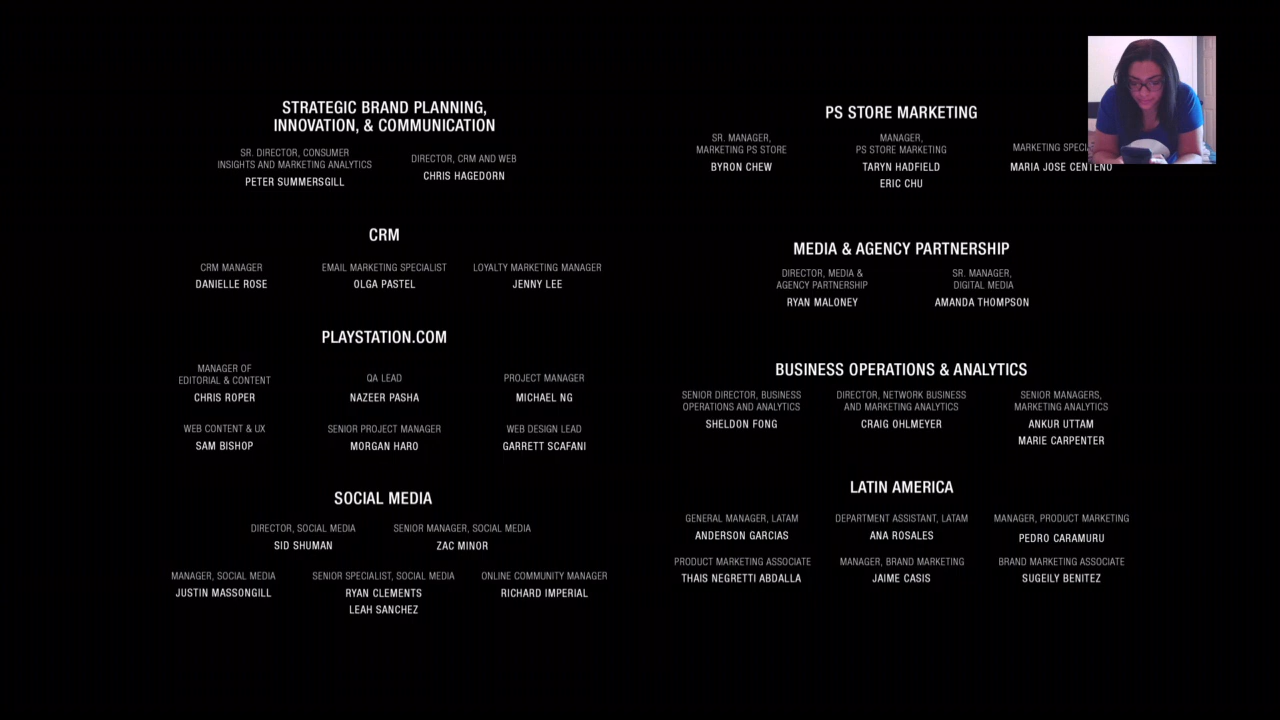 STRATEGIC BRAND PLANNING,
INNOVATION, & COMMUNICATION
SR. DIRECTOR, CONSUMER
INSIGHTS AND MARKETING ANALYTICS
PETER SUMMERSGILL
DIRECTOR, CRM AND WEB
CHRIS HAGEDORN
CRM
CRM MANAGER
DANIELLE ROSE
EMAIL MARKETING SPECIALIST
OLGA PASTEL
LOYALTY MARKETING MANAGER
JENNY LEE
PLAYSTATION.COM
MANAGER OF
EDITORIAL & CONTENT
CHRIS ROPER
QA LEAD
NAZEER PASHA
PROJECT MANAGER
MICHAEL NG
WEB CONTENT & UX
SAM BISHOP
SENIOR PROJECT MANAGER
MORGAN HARO
WEB DESIGN LEAD
GARRETT SCAFANI
SOCIAL MEDIA
DIRECTOR, SOCIAL MEDIA
SID SHUMAN
SENIOR MANAGER, SOCIAL MEDIA
ZAC MINOR
MANAGER, SOCIAL MEDIA
JUSTIN MASSONGILL
SENIOR SPECIALIST, SOCIAL MEDIA
RYAN CLEMENTS
LEAH SANCHEZ
ONLINE COMMUNITY MANAGER
RICHARD IMPERIAL
PS STORE MARKETING
SR. MANAGER,
MARKETING PS STORE
BYRON CHEW
MANAGER,
PS STORE MARKETING
TARYN HADFIELD
ERIC CHU
MARKETING
MARIA JOSE CENTENO
MEDIA & AGENCY PARTNERSHIP
DIRECTOR, MEDIA &
AGENCY PARTNERSHIP
RYAN MALONEY
SR. MANAGER,
DIGITAL MEDIA
AMANDA THOMPSON
BUSINESS OPERATIONS & ANALYTICS
SENIOR DIRECTOR, BUSINESS
OPERATIONS AND ANALYTICS
SHELDON FONG
DIRECTOR, NETWORK BUSINESS
AND MARKETING ANALYTICS
CRAIG OHLMEYER
SENIOR MANAGERS,
MARKETING ANALYTICS
ANKUR UTTAM
MARIE CARPENTER
LATIN AMERICA
GENERAL MANAGER, LATAM
ANDERSON GARCIAS
DEPARTMENT ASSISTANT, LATAM
ANA ROSALES
MANAGER, PRODUCT MARKETING
PEDRO CARAMURU
PRODUCT MARKETING ASSOCIATE
THAIS NEGRETTI ABDALLA
MANAGER, BRAND MARKETING
JAIME CASIS
BRAND MARKETING ASSOCIATE
SUGEILY BENITEZ